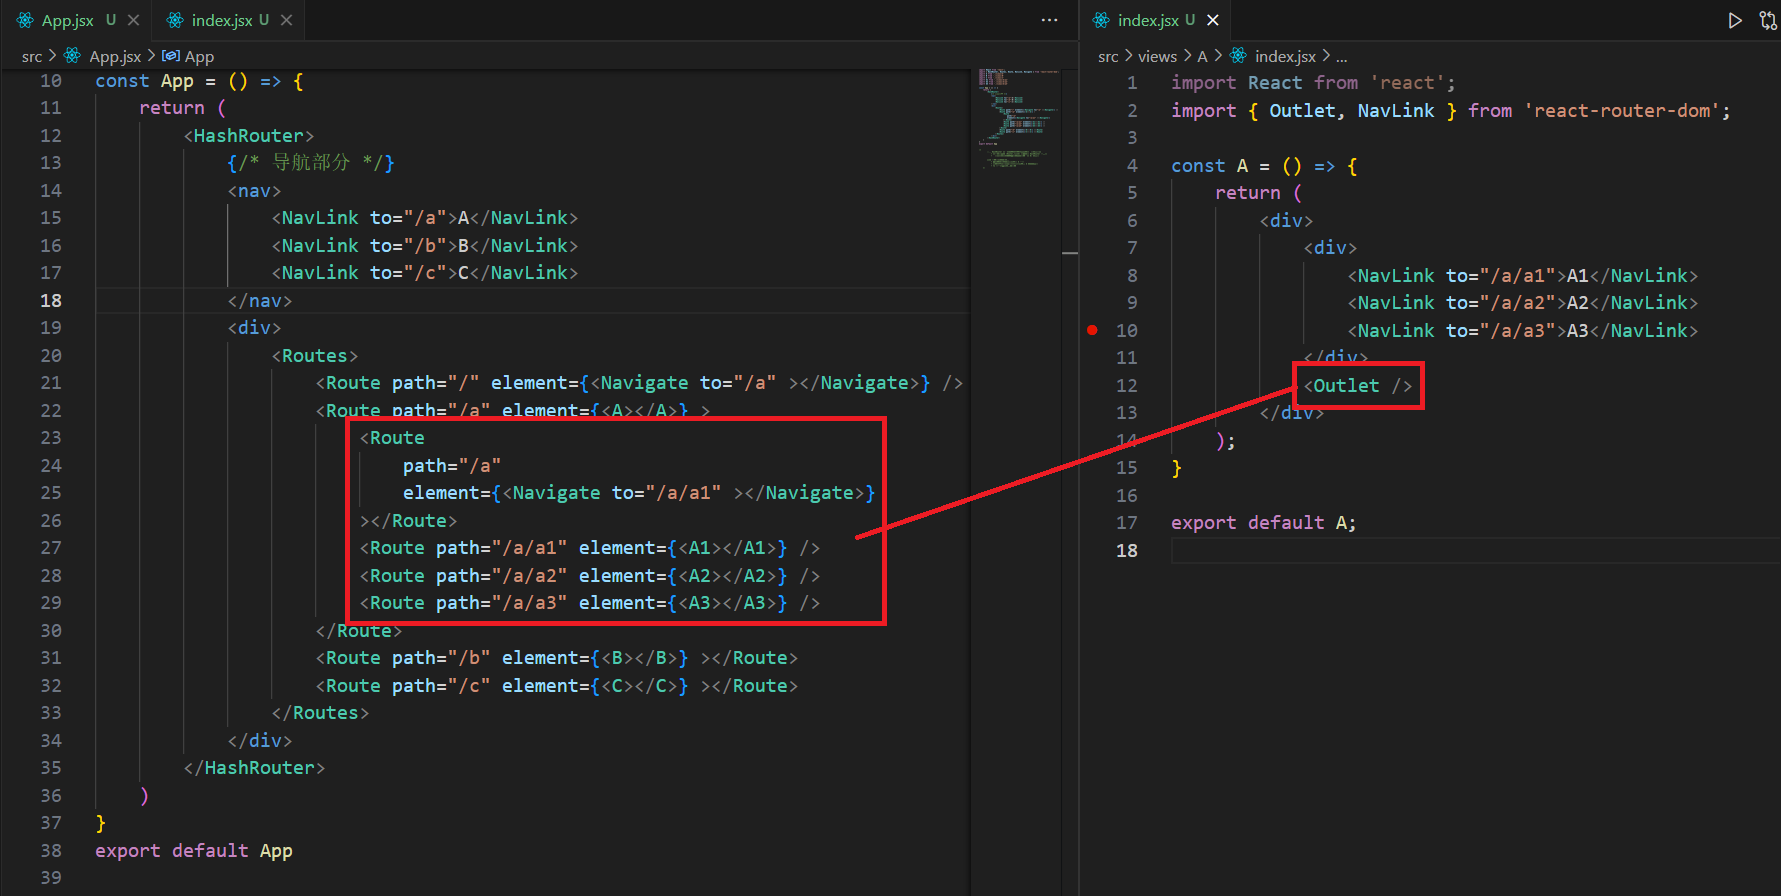 App.jsx U
index.jsx U
src > App.jsx > App
10 const App = () => {
11 return (
12 <HashRouter>
13 {/* 导航部分 */}
14 <nav>
15 <NavLink to="/a">A</NavLink>
16 <NavLink to="/b">B</NavLink>
17 <NavLink to="/c">C</NavLink>
18 </nav>
19 <div>
20 <Routes>
21 <Route path="/" element={<Navigate to="/a" ></Navigate>} />
22 <Route path="/a" element={<A></A>} >
23 <Route
24 path="/a"
25 element={<Navigate to="/a/a1" ></Navigate>}
26 ></Route>
27 <Route path="/a/a1" element={<A1></A1>} />
28 <Route path="/a/a2" element={<A2></A2>} />
29 <Route path="/a/a3" element={<A3></A3>} />
30 </Route>
31 <Route path="/b" element={<B></B>} ></Route>
32 <Route path="/c" element={<C></C>} ></Route>
33 </Routes>
34 </div>
35 </HashRouter>
36 )
37 }
38 export default App
39
index.jsx U
src > views > A > index.jsx > ...
1 import React from 'react';
2 import { Outlet, NavLink } from 'react-router-dom';
3
4 const A = () => {
5 return (
6 <div>
7 <div>
8 <NavLink to="/a/a1">A1</NavLink>
9 <NavLink to="/a/a2">A2</NavLink>
10 <NavLink to="/a/a3">A3</NavLink>
11 </div>
12 <Outlet />
13 </div>
14 );
15 }
16
17 export default A;
18